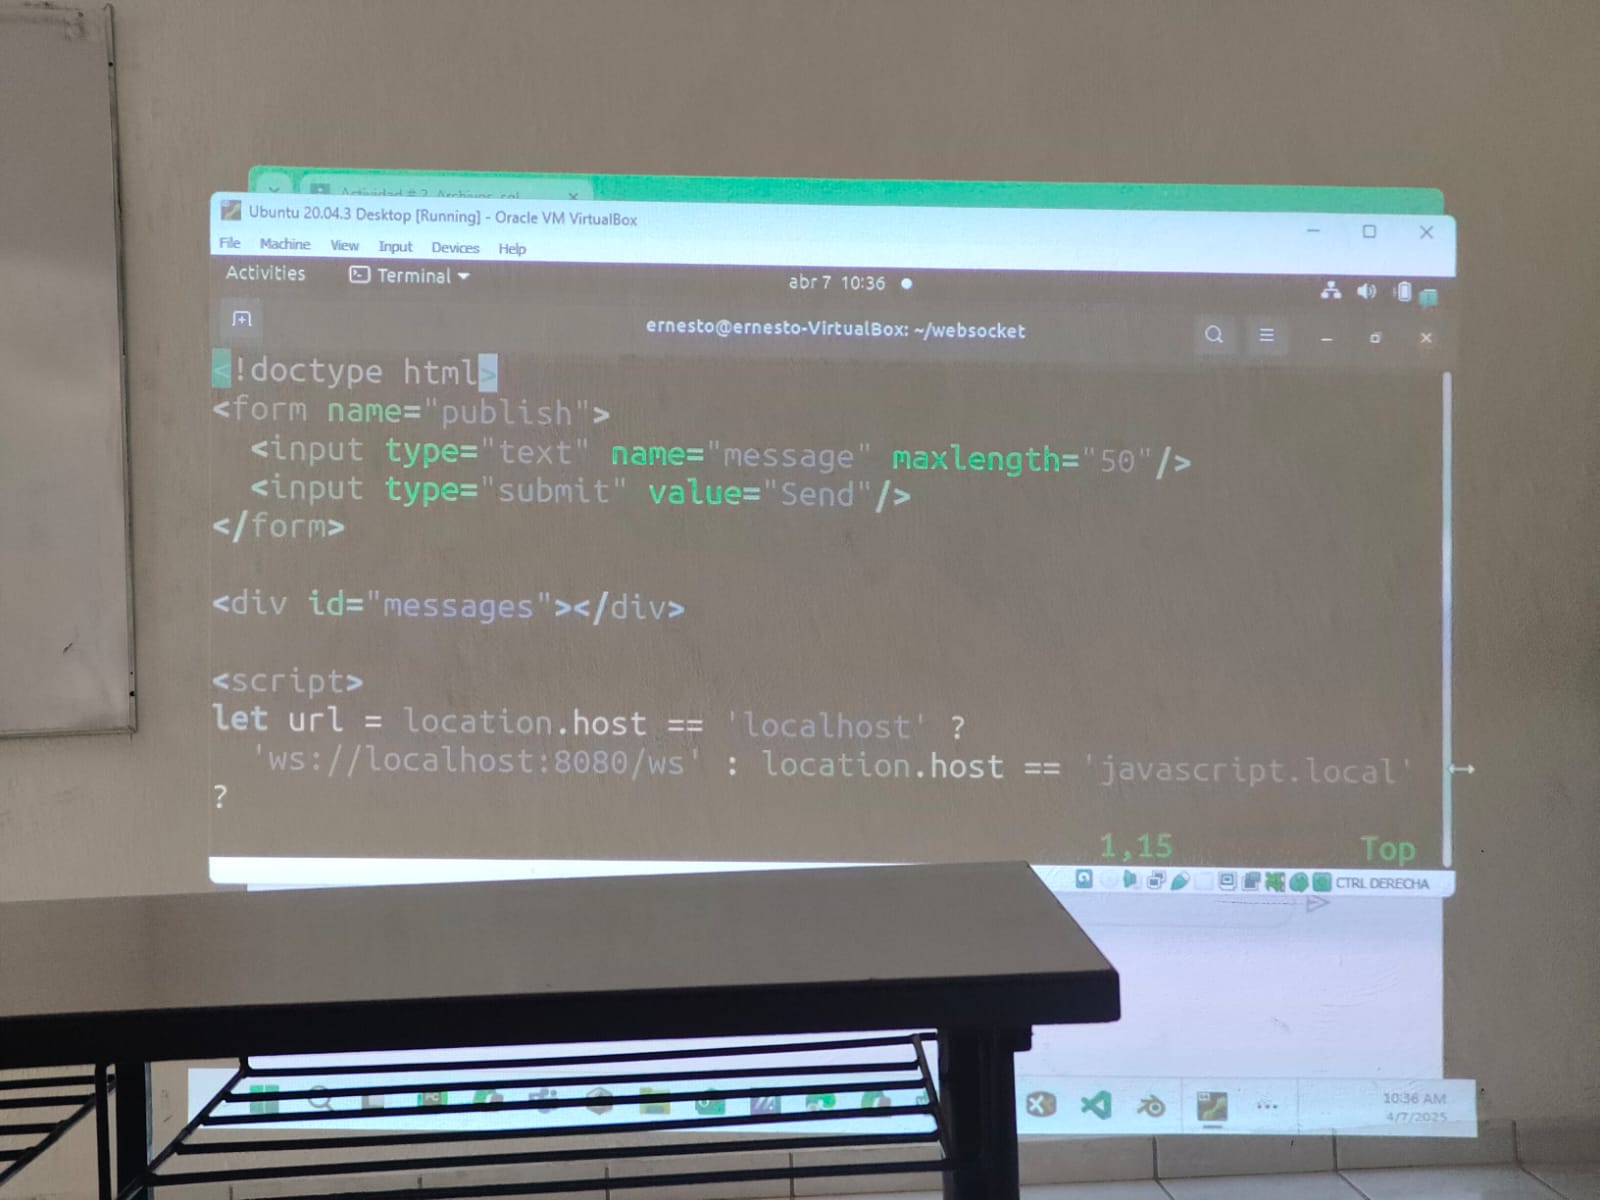 Actividad # 2. Archivos .sql
Ubuntu 20.04.3 Desktop [Running] - Oracle VM VirtualBox
File Machine View Input Devices Help
Activities Terminal abr 7 10:36
ernesto@ernesto-VirtualBox: ~/websocket
<!doctype html>
<form name="publish">
  <input type="text" name="message" maxlength="50"/>
  <input type="submit" value="Send"/>
</form>
<div id="messages"></div>
<script>
let url = location.host == 'localhost' ?
  'ws://localhost:8080/ws' : location.host == 'javascript.local'
?
1,15 Top
CTRL DERECHA
10:36 AM
4/7/2025